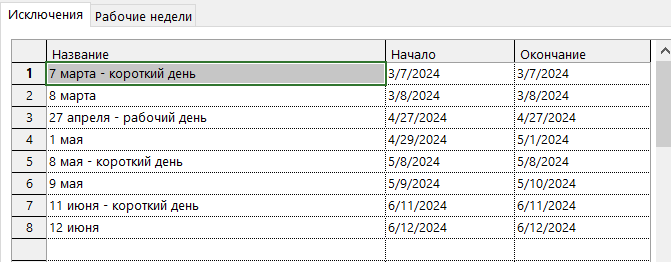 Исключения Рабочие недели
Название Начало Окончание
1 7 марта - короткий день 3/7/2024 3/7/2024
2 8 марта 3/8/2024 3/8/2024
3 27 апреля - рабочий день 4/27/2024 4/27/2024
4 1 мая 4/29/2024 5/1/2024
5 8 мая - короткий день 5/8/2024 5/8/2024
6 9 мая 5/9/2024 5/10/2024
7 11 июня - короткий день 6/11/2024 6/11/2024
8 12 июня 6/12/2024 6/12/2024